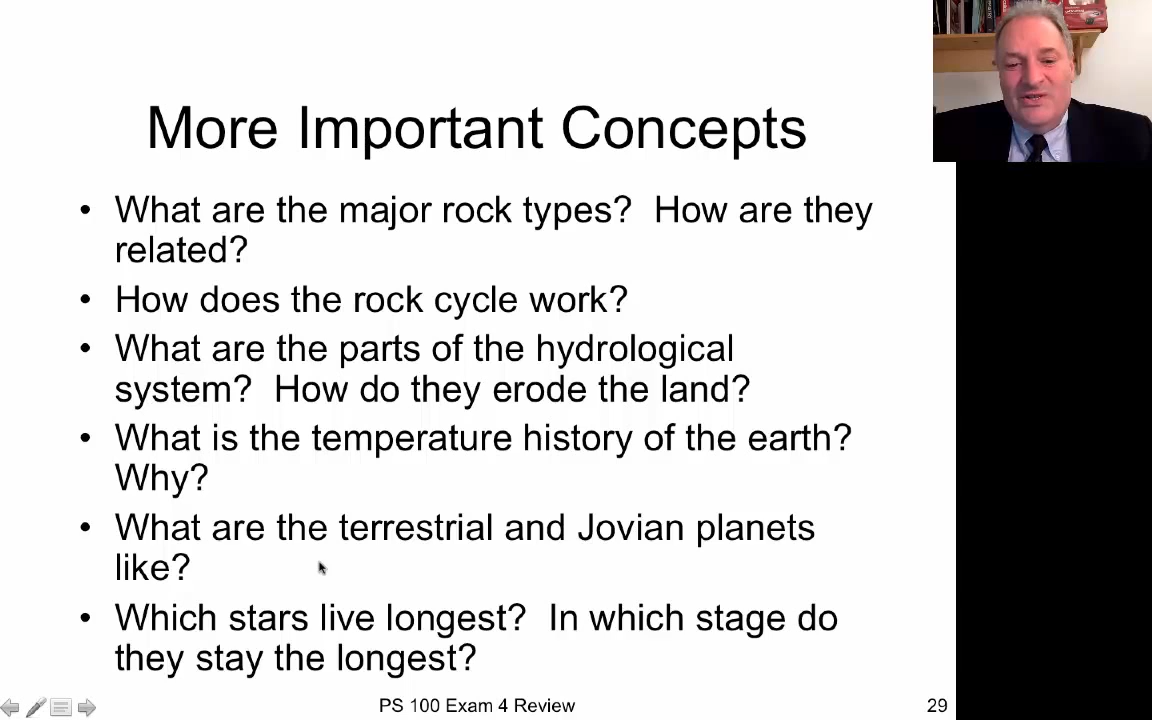 More Important Concepts
• What are the major rock types?  How are they
related?
• How does the rock cycle work?
• What are the parts of the hydrological
system?  How do they erode the land?
• What is the temperature history of the earth?
Why?
• What are the terrestrial and Jovian planets
like?
• Which stars live longest?  In which stage do
they stay the longest?
PS 100 Exam 4 Review
29